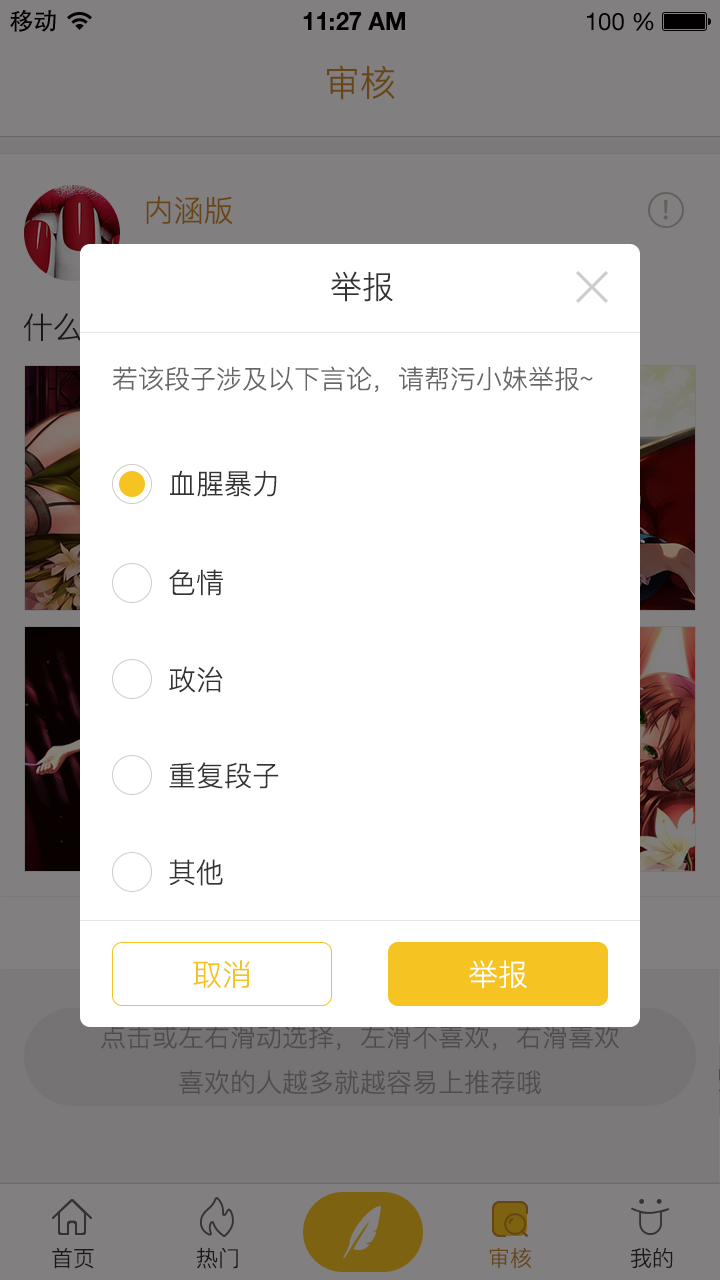 移动 11:27 AM 100 %
审核
内涵版
举报
什么
若该段子涉及以下言论，请帮污小妹举报~
血腥暴力
色情
政治
重复段子
其他
取消 举报
点击或左右滑动选择，左滑不喜欢，右滑喜欢
喜欢的人越多就越容易上推荐哦
首页 热门 审核 我的